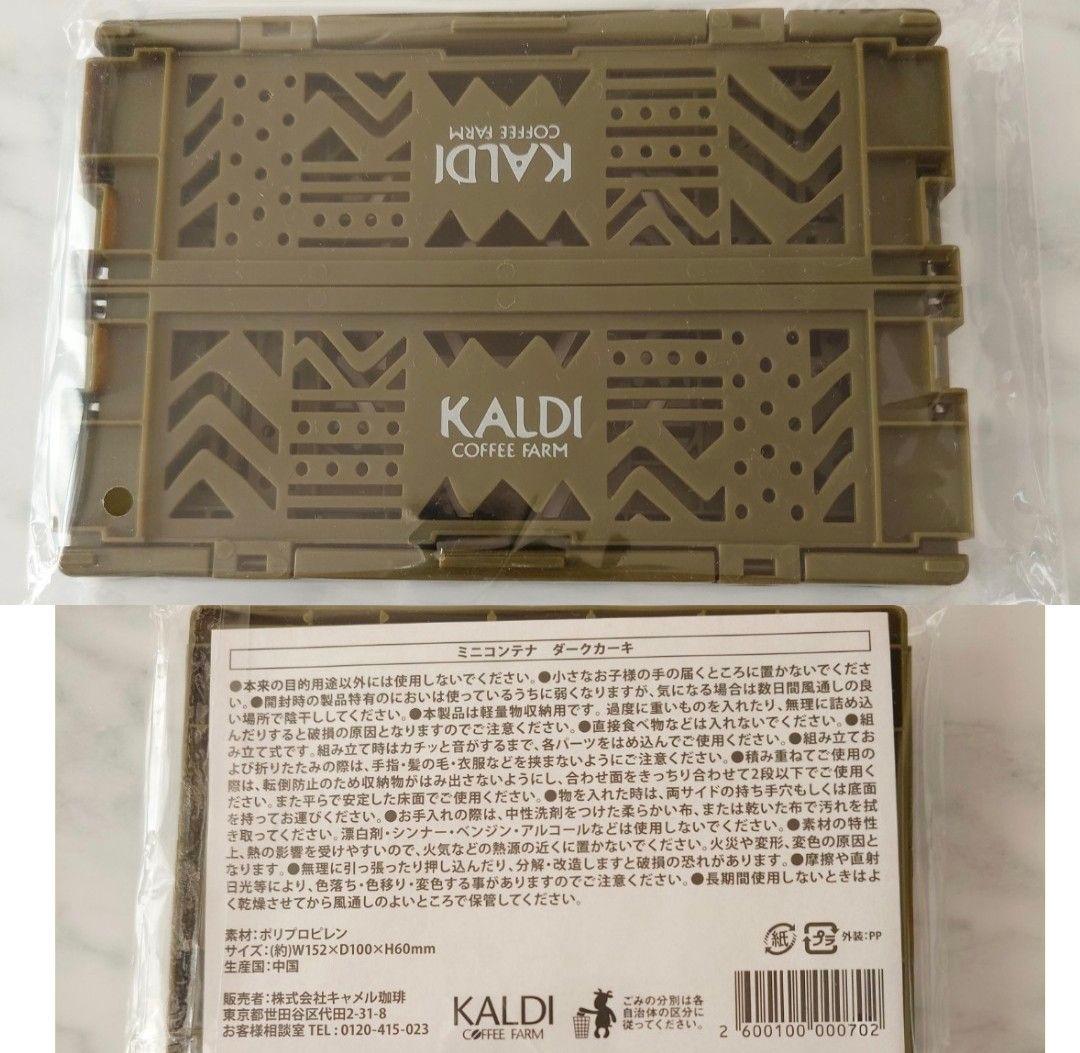 KALDI
COFFEE FARM
KALDI
COFFEE FARM
ミニコンテナ ダークカーキ
●本来の目的用途以外には使用しないでください。●小さなお子様の手の届くところに置かないでくださ
い。●開封時の製品特有のにおいは使っているうちに弱くなりますが、気になる場合は数日間風通しの良
い場所で陰干ししてください。●本製品は軽量物収納用です。過度に重いものを入れたり、無理に詰め込
んだりすると破損の原因となりますのでご注意ください。●直接食べ物などは入れないでください。●組
み立て式です。組み立て時はカチッと音がするまで、各パーツをはめ込んでご使用ください。●組み立てお
よび折りたたみの際は、手指・髪の毛・衣服などを挟まないようにご注意ください。●積み重ねてご使用の
際は、転倒防止のため収納物がはみ出さないようにし、合わせ面をきっちり合わせて2段以下でご使用く
ださい。また平らで安定した床面でご使用ください。●物を入れた時は、両サイドの持ち手穴もしくは底面
を持ってお運びください。●お手入れの際は、中性洗剤をつけた柔らかい布、または乾いた布で汚れを拭
き取ってください。漂白剤・シンナー・ベンジン・アルコールなどは使用しないでください。●素材の特性
上、熱の影響を受けやすいので、火気などの熱源の近くに置かないでください。火災や変形、変色の原因と
なります。●無理に引っ張ったり押し込んだり、分解・改造しますと破損の恐れがあります。●摩擦や直射
日光等により、色落ち・色移り・変色する事がありますのでご注意ください。●長期間使用しないときはよ
く乾燥させてから風通しのよいところで保管してください。
素材:ポリプロピレン
サイズ:(約)W152×D100×H60mm
生産国:中国
紙 プラ 外装:PP
販売者:株式会社キャメル珈琲
東京都世田谷区代田2-31-8
お客様相談室 TEL:0120-415-023
KALDI
COFFEE FARM
ごみの分別は各
自治体の区分に
従ってください。
2 600100 000702